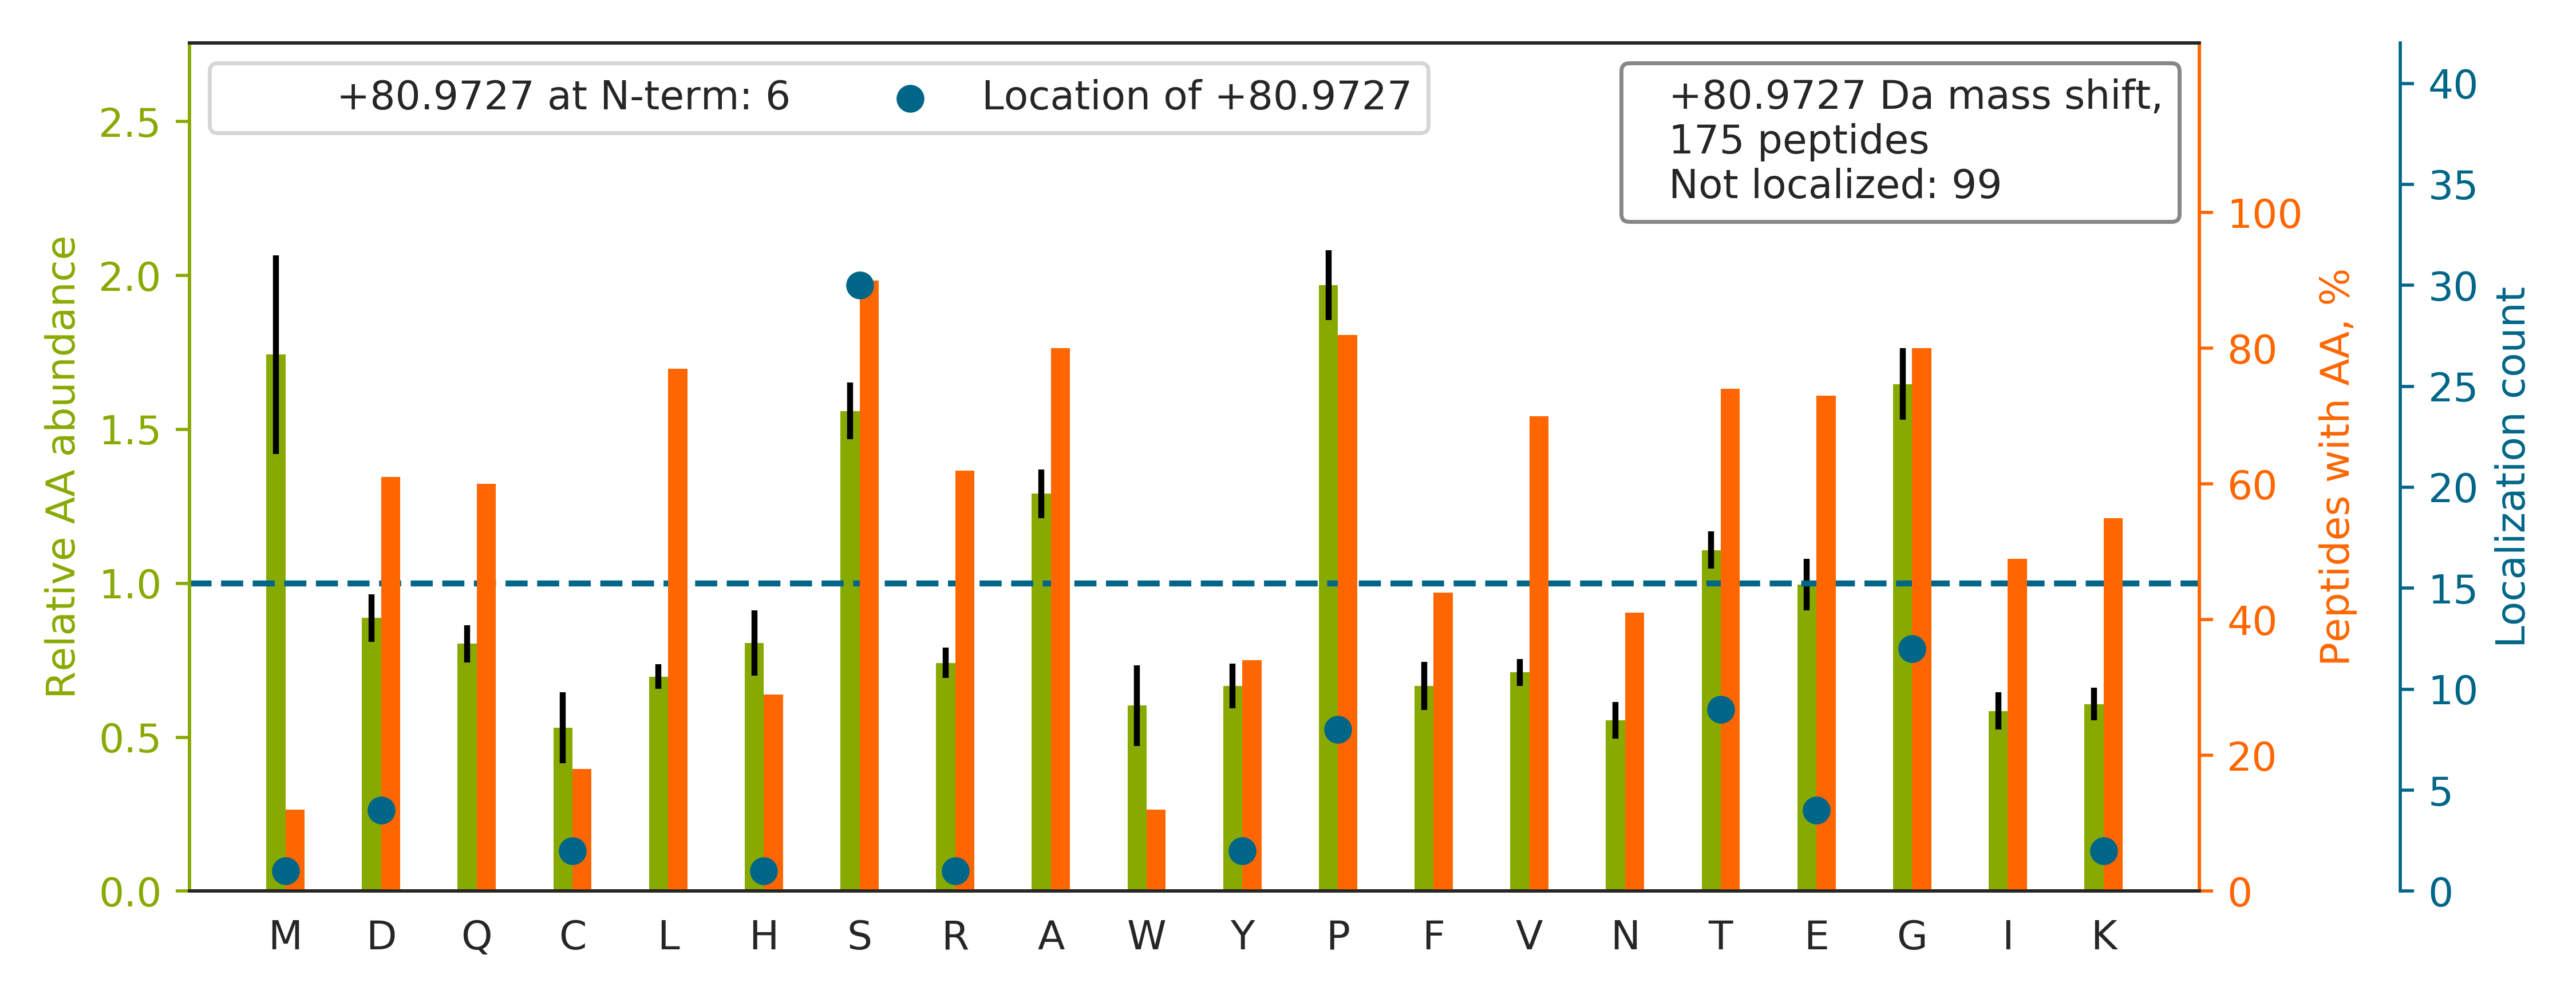 +80.9727 at N-term: 6
Location of +80.9727
+80.9727 Da mass shift,
175 peptides
Not localized: 99
Relative AA abundance
2.5
2.0
1.5
1.0
0.5
0.0
100
80
60
40
20
0
Peptides with AA, %
40
35
30
25
20
15
10
5
0
Localization count
M D Q C L H S R A W Y P F V N T E G I K